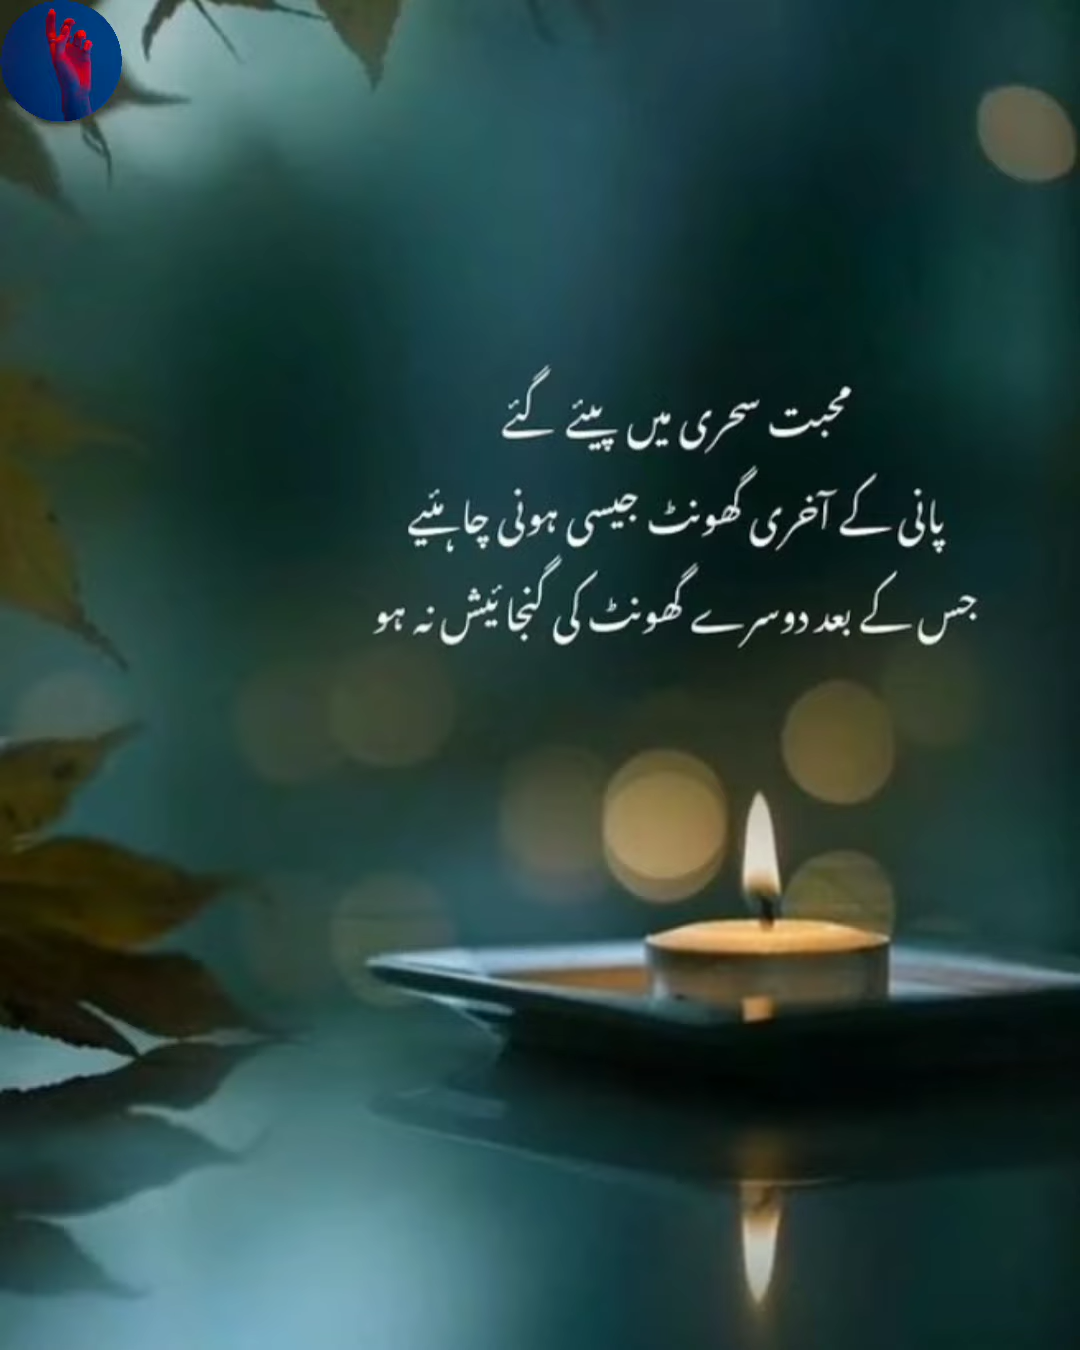 محبت سحری میں پیئے گئے
پانی کے آخری گھونٹ جیسی ہونی چاہئیے
جس کے بعد دوسرے گھونٹ کی گنجائیش نہ ہو